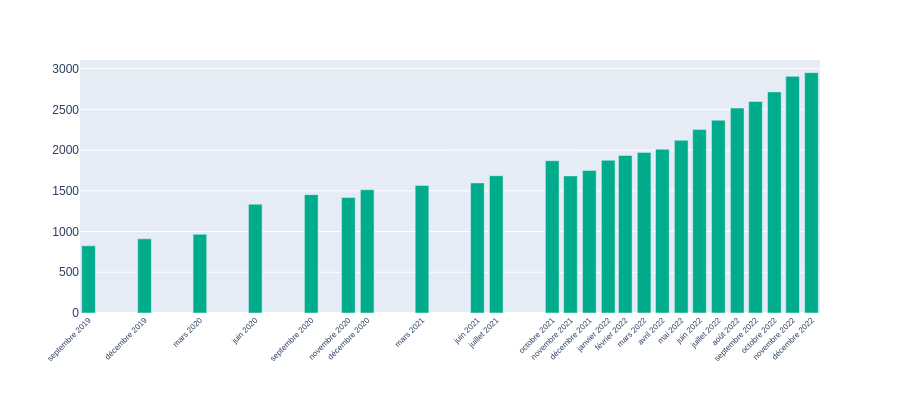 3000
2500
2000
1500
1000
500
0
septembre 2019
décembre 2019
mars 2020
juin 2020
septembre 2020
novembre 2020
décembre 2020
mars 2021
juin 2021
juillet 2021
octobre 2021
novembre 2021
décembre 2021
janvier 2022
février 2022
mars 2022
avril 2022
mai 2022
juin 2022
juillet 2022
août 2022
septembre 2022
octobre 2022
novembre 2022
décembre 2022